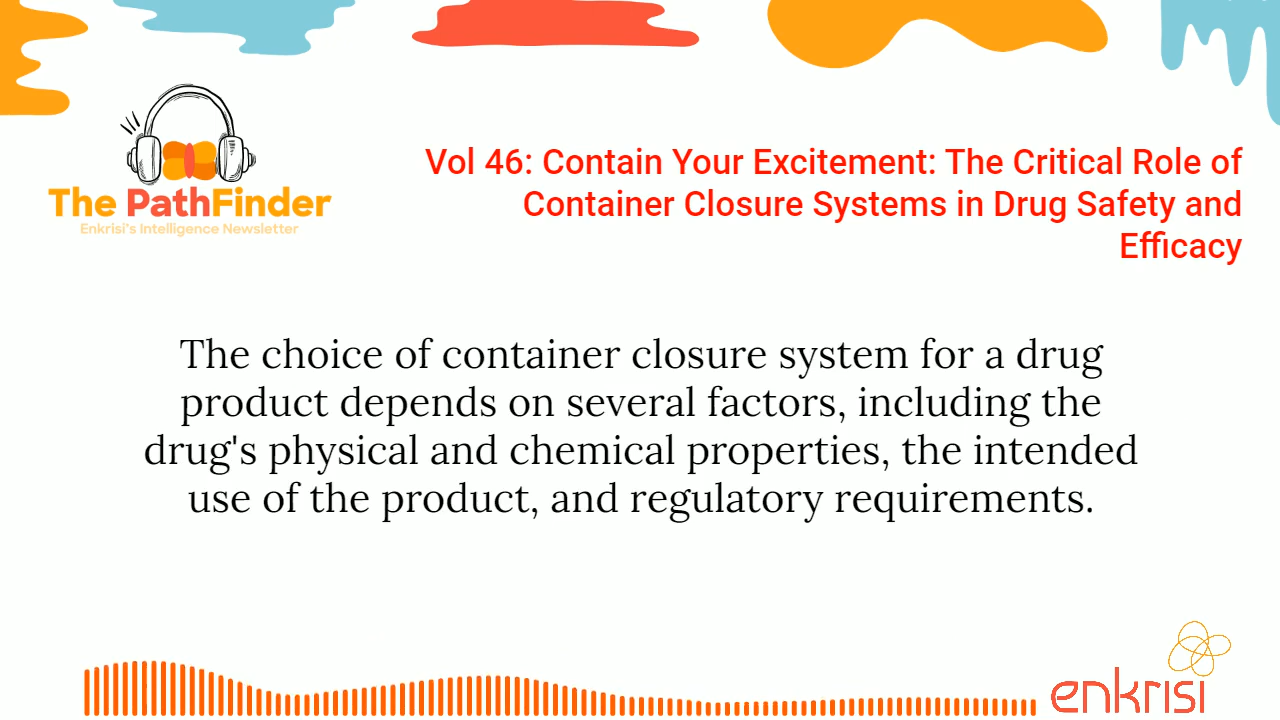 The PathFinder
Enkrisi's Intelligence Newsletter
Vol 46: Contain Your Excitement: The Critical Role of
Container Closure Systems in Drug Safety and
Efficacy
The choice of container closure system for a drug
product depends on several factors, including the
drug's physical and chemical properties, the intended
use of the product, and regulatory requirements.
enkrisi